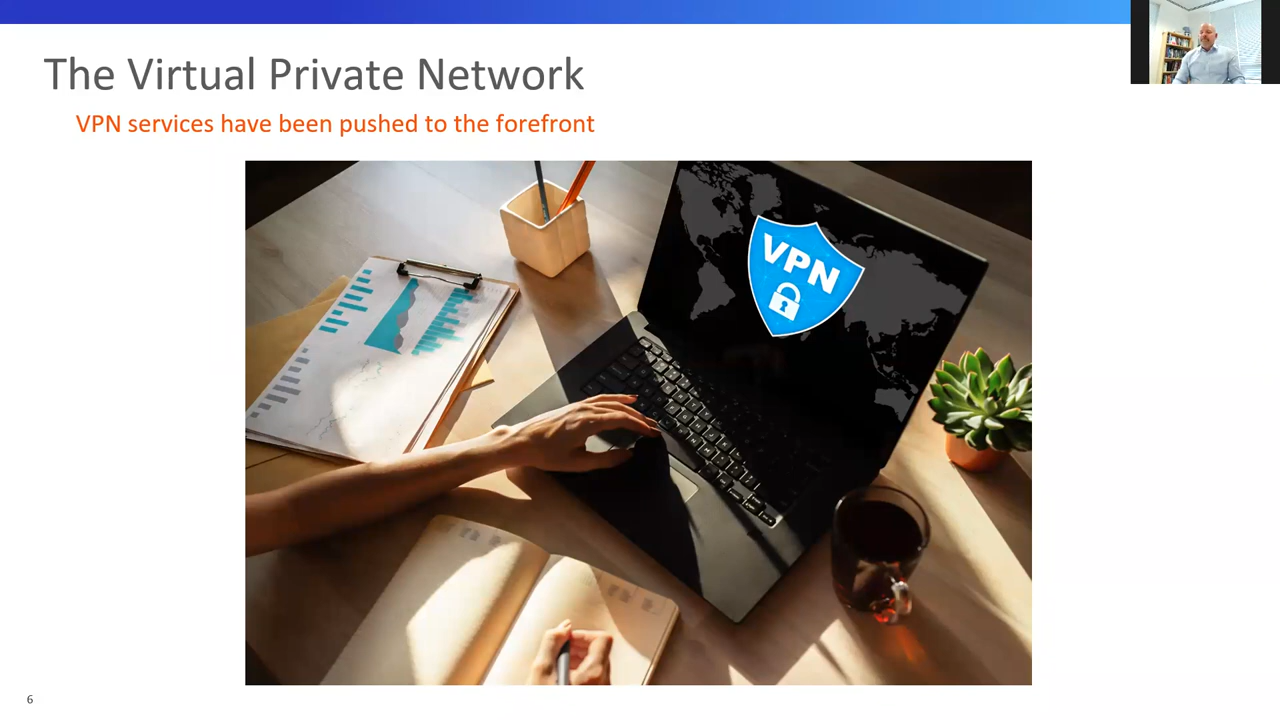 The Virtual Private Network
VPN services have been pushed to the forefront
VPN
6